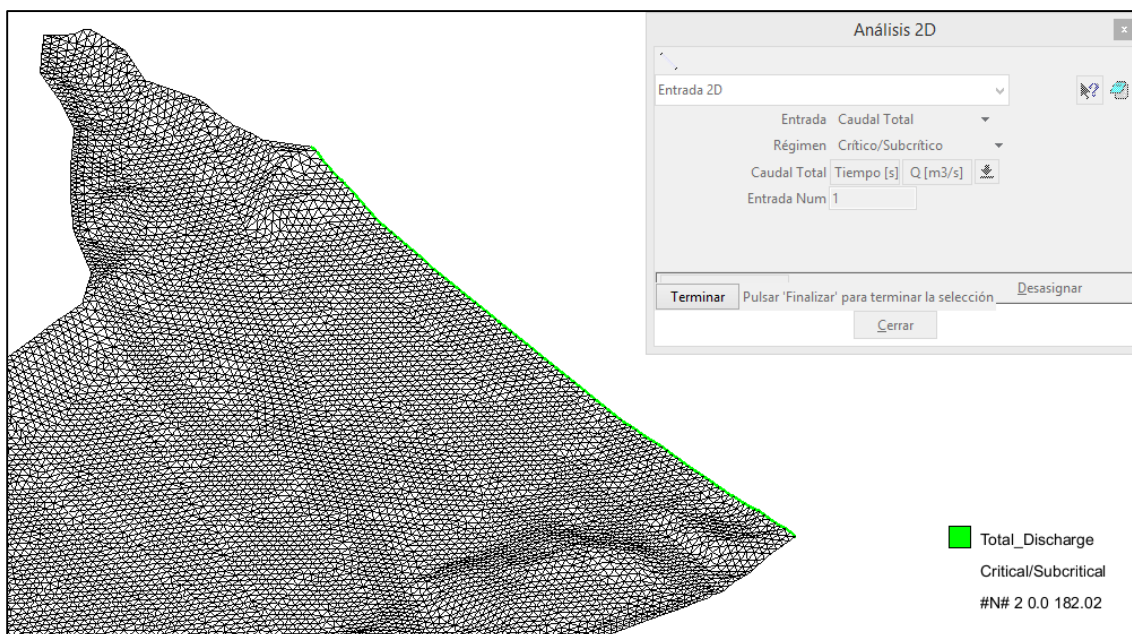 Análisis 2D
x
Entrada 2D
Entrada Caudal Total
Régimen Crítico/Subcrítico
Caudal Total Tiempo [s] Q [m3/s]
Entrada Num 1
Desasignar
Terminar Pulsar 'Finalizar' para terminar la selección
Cerrar
Total_Discharge
Critical/Subcritical
#N# 2 0.0 182.02